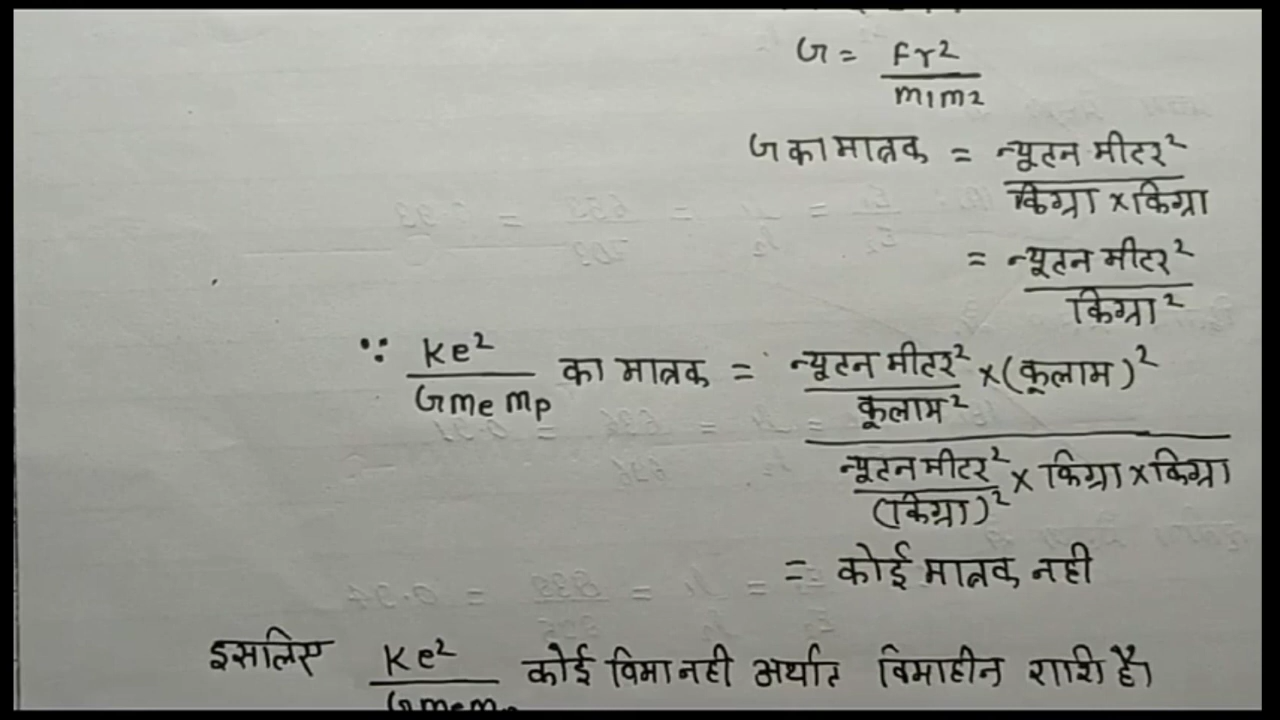 G = Fr² / m₁m₂
G का मात्रक = न्यूटन मीटर² / किग्रा × किग्रा
= न्यूटन मीटर² / किग्रा²
∵ Ke² / Gmₑmₚ का मात्रक = न्यूटन मीटर² / कूलाम² × (कूलाम)² / न्यूटन मीटर² / (किग्रा)² × किग्रा × किग्रा
= कोई मात्रक नही
इसलिए Ke² / Gmₑmₚ कोई विमा नही अर्थात विमाहीन राशि है।